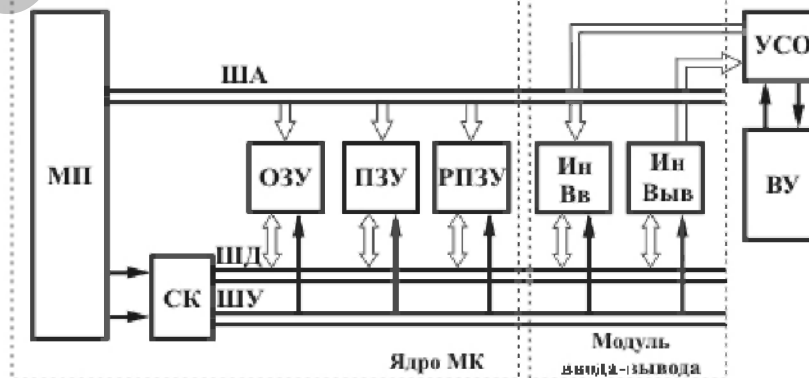 УСО
ША
МП
ОЗУ
ПЗУ
РПЗУ
Ин
Вв
Ин
Выв
ВУ
ШД
СК
ШУ
Модуль
ввода-вывода
Ядро МК